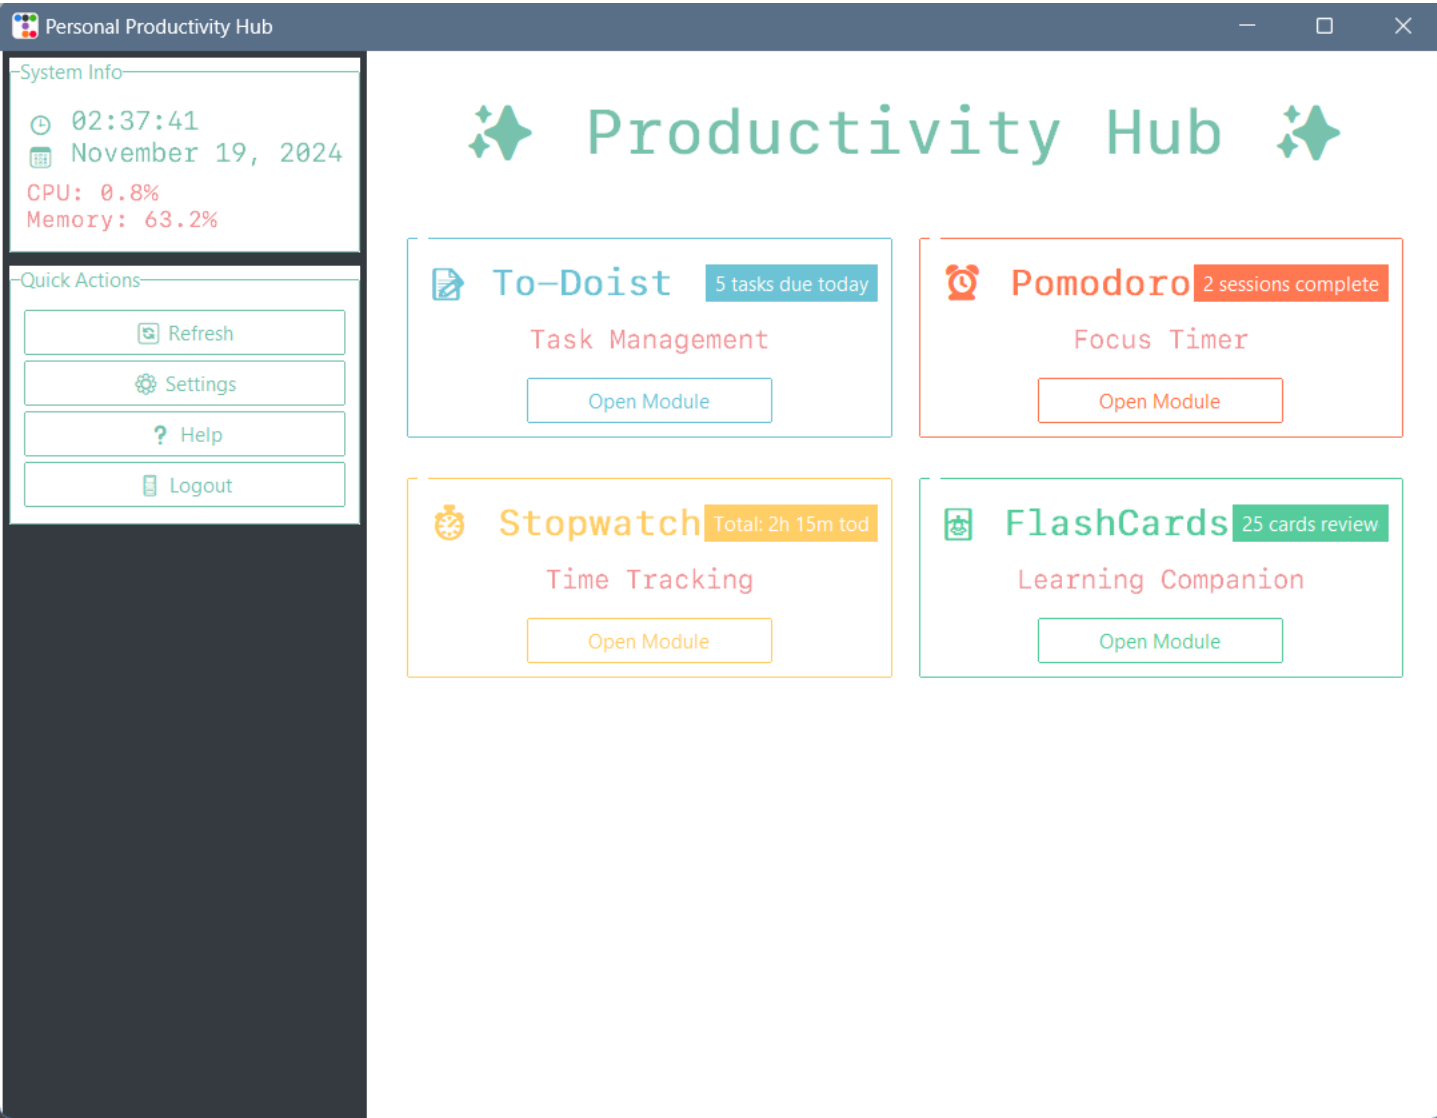 Personal Productivity Hub
System Info
02:37:41
November 19, 2024
CPU: 0.8%
Memory: 63.2%
Quick Actions
Refresh
Settings
? Help
Logout
Productivity Hub
To-Doist
5 tasks due today
Task Management
Open Module
Pomodoro
2 sessions complete
Focus Timer
Open Module
Stopwatch
Total: 2h 15m tod
Time Tracking
Open Module
FlashCards
25 cards review
Learning Companion
Open Module